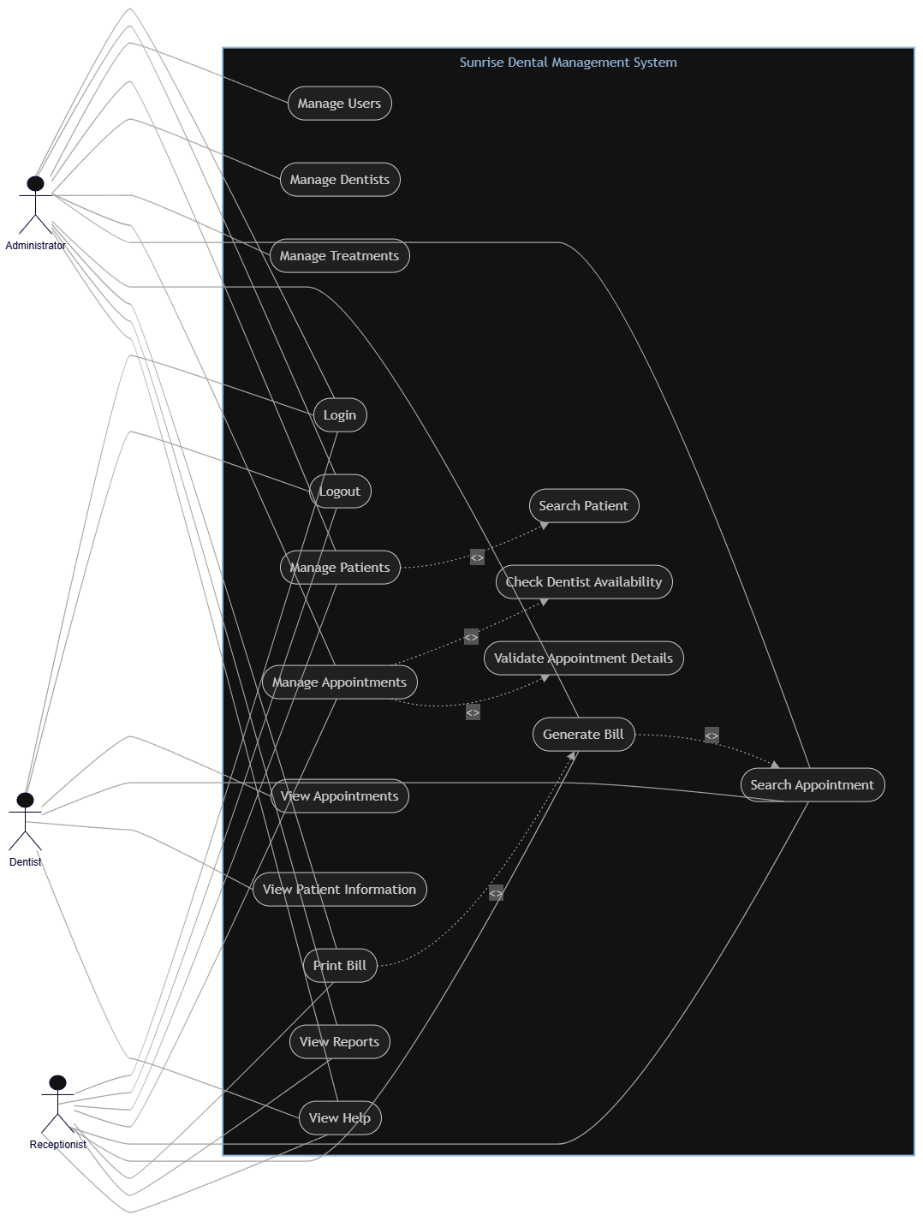 Sunrise Dental Management System
Manage Users
Manage Dentists
Administrator
Manage Treatments
Login
Logout
Search Patient
<>
Manage Patients
Check Dentist Availability
<>
Validate Appointment Details
Manage Appointments
<>
Generate Bill
<>
Search Appointment
View Appointments
Dentist
View Patient Information
<>
Print Bill
View Reports
View Help
Receptionist